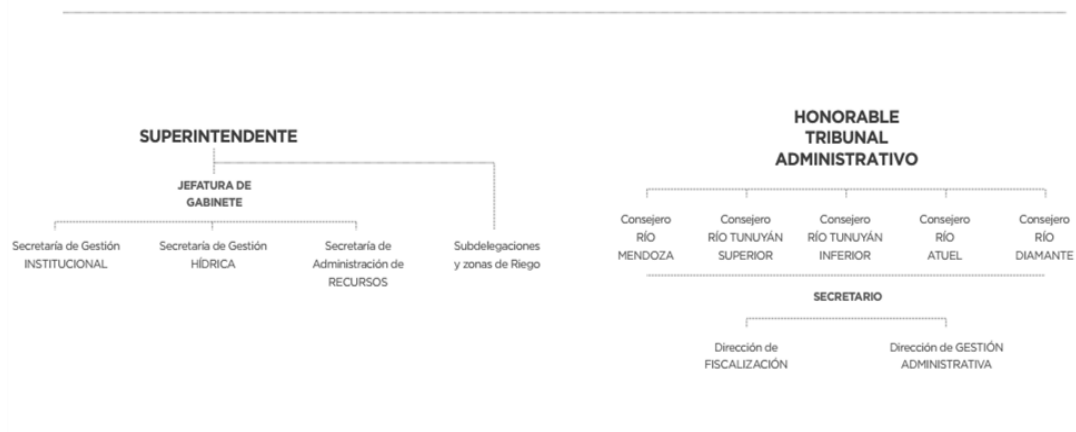 SUPERINTENDENTE
JEFATURA DE
GABINETE
Secretaría de Gestión
INSTITUCIONAL
Secretaría de Gestión
HÍDRICA
Secretaría de
Administración de
RECURSOS
Subdelegaciones
y zonas de Riego
HONORABLE
TRIBUNAL
ADMINISTRATIVO
Consejero
RÍO
MENDOZA
Consejero
RÍO TUNUYÁN
SUPERIOR
Consejero
RÍO TUNUYÁN
INFERIOR
Consejero
RÍO
ATUEL
Consejero
RÍO
DIAMANTE
SECRETARIO
Dirección de
FISCALIZACIÓN
Dirección de GESTIÓN
ADMINISTRATIVA